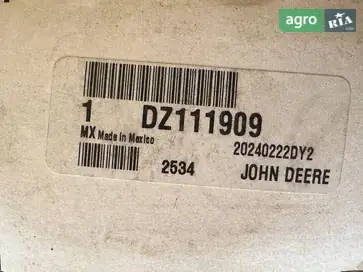 agro RIA
1 DZ111909
MX Made in Mexico
20240222DY2
2534 JOHN DEERE